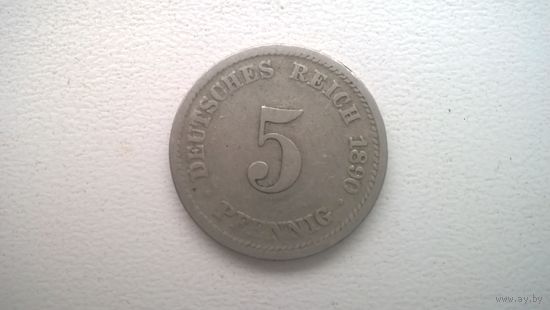 DEUTSCHES REICH 1890
5
PFENNIG
www.ay.by